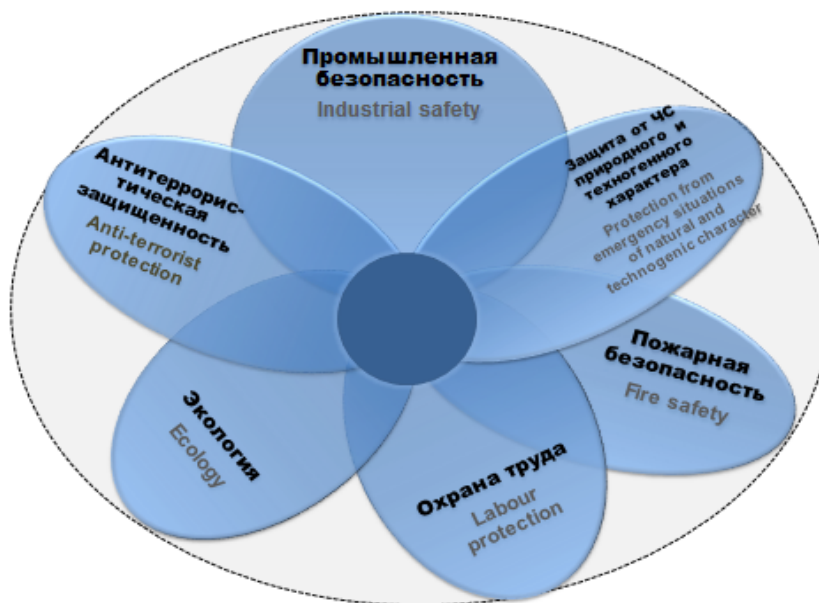 Промышленная
безопасность
Industrial safety
Защита от ЧС
природного и
техногенного
характера
Protection from
emergency situations
of natural and
technogenic character
Пожарная
безопасность
Fire safety
Охрана труда
Labour
protection
Экология
Ecology
Антитеррорис-
тическая
защищенность
Anti-terrorist
protection